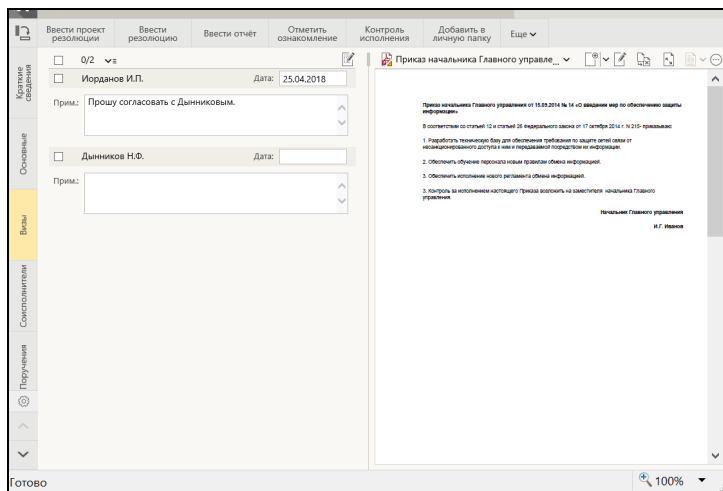 Ввести проект резолюции
Ввести резолюцию
Ввести отчёт
Отметить ознакомление
Контроль исполнения
Добавить в личную папку
Еще
Краткие сведения
Основные
Визы
Соисполнители
Поручения
0/2
Иорданов И.П. Дата: 25.04.2018
Прим.: Прошу согласовать с Дынниковым.
Дынников Н.Ф. Дата:
Прим.:
Приказ начальника Главного управле...
Приказ начальника Главного управления от 15.09.2014 № 14 «О введении мер по обеспечению защиты
информации»
В соответствии со статьей 12 и статьей 26 Федерального закона от 17 октября 2014 г. N 215- приказываю:
1. Разработать техническую базу для обеспечения требования по защите сетей связи от
несанкционированного доступа к ним и передаваемой посредством их информации.
2. Обеспечить обучение персонала новым правилам обмена информацией.
3. Обеспечить исполнение нового регламента обмена информацией.
3. Контроль за исполнением настоящего Приказа возложить на заместителя начальника Главного
управления.
Начальник Главного управления
И.Г. Иванов
Готово
100%